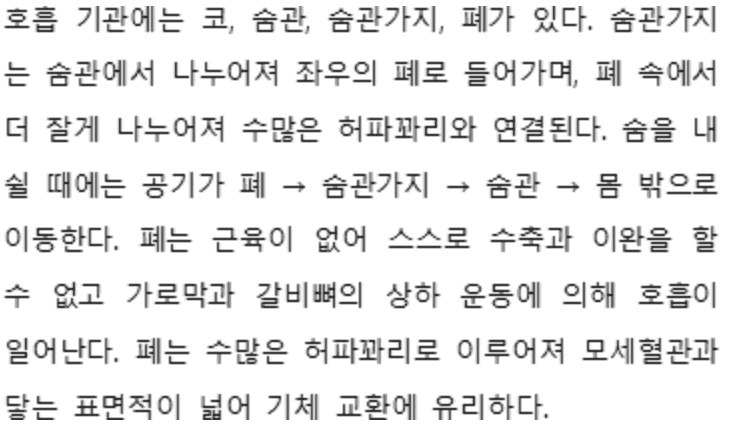 호흡 기관에는 코, 숨관, 숨관가지, 폐가 있다. 숨관가지
는 숨관에서 나누어져 좌우의 폐로 들어가며, 폐 속에서
더 잘게 나누어져 수많은 허파꽈리와 연결된다. 숨을 내
쉴 때에는 공기가 폐 → 숨관가지 → 숨관 → 몸 밖으로
이동한다. 폐는 근육이 없어 스스로 수축과 이완을 할
수 없고 가로막과 갈비뼈의 상하 운동에 의해 호흡이
일어난다. 폐는 수많은 허파꽈리로 이루어져 모세혈관과
닿는 표면적이 넓어 기체 교환에 유리하다.